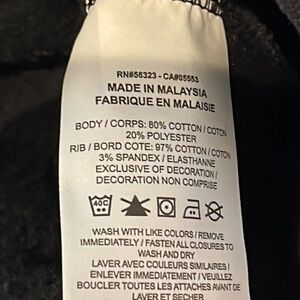 RN#56323 - CA#05553
MADE IN MALAYSIA
FABRIQUE EN MALAISIE
BODY / CORPS: 80% COTTON / COTON
20% POLYESTER
RIB / BORD COTE: 97% COTTON / COTON
3% SPANDEX / ELASTHANNE
EXCLUSIVE OF DECORATION /
DECORATION NON COMPRISE
40C
WASH WITH LIKE COLORS / REMOVE
IMMEDIATELY / FASTEN ALL CLOSURES TO
WASH AND DRY
LAVER AVEC COULEURS SIMILAIRES /
ENLEVER IMMEDIATEMENT / VEUILLEZ
BOUCLER TOUTES LES ATTACHES AVANT DE
LAVER ET SECHER